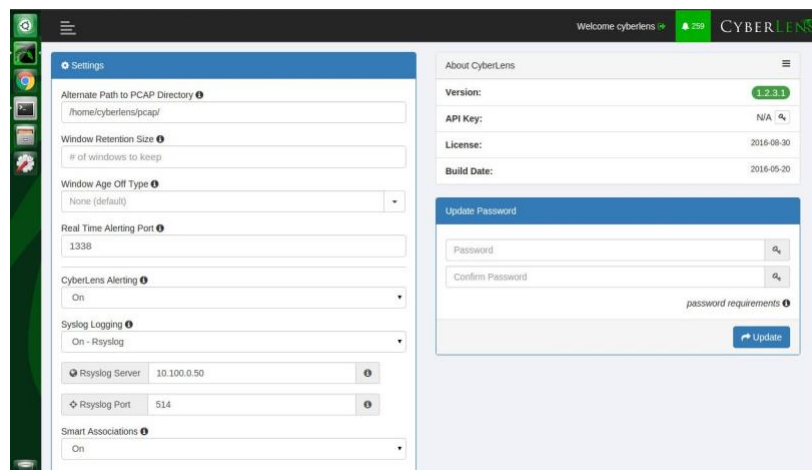 Welcome cyberlens
259
CYBERLENS
Settings
Alternate Path to PCAP Directory
/home/cyberlens/pcap/
Window Retention Size
# of windows to keep
Window Age Off Type
None (default)
Real Time Alerting Port
1338
CyberLens Alerting
On
Syslog Logging
On - Rsyslog
Rsyslog Server 10.100.0.50
Rsyslog Port 514
Smart Associations
On
About CyberLens
Version: 1.2.3.1
API Key: N/A
License: 2016-08-30
Build Date: 2016-05-20
Update Password
Password
Confirm Password
password requirements
Update